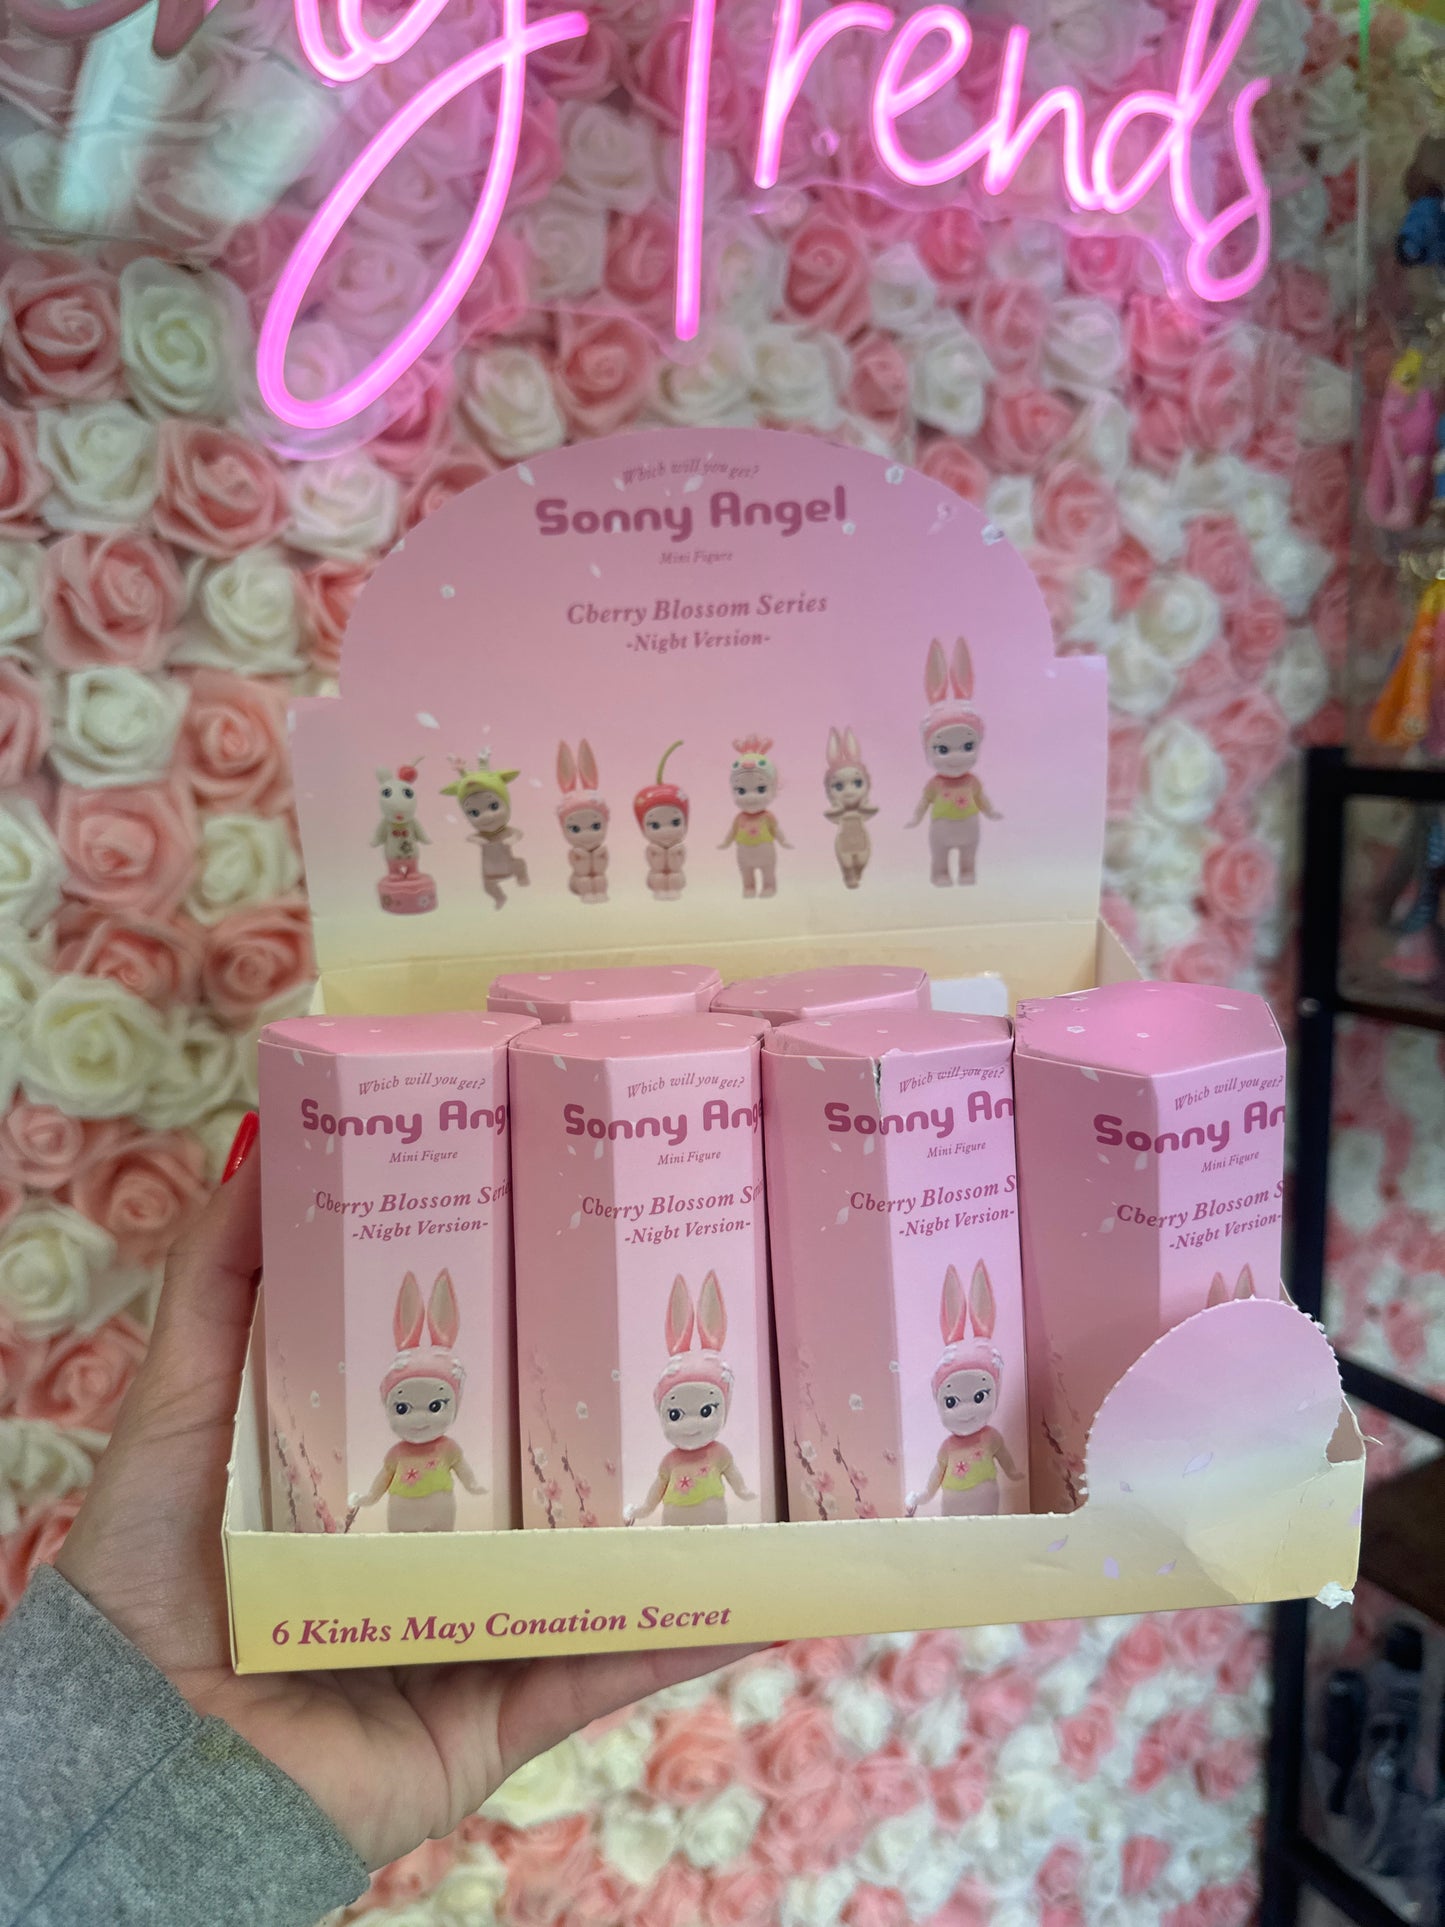 Trends
Which will you get?
Sonny Angel
Mini Figure
Cberry Blossom Series
-Nigbt Version-
Wbicb will you get?
Sonny Ang
Mini Figure
Cberry Blossom Serie
-Nigbt Version-
Which will you get?
Sonny Ang
Mini Figure
Cberry Blossom Seri
-Nigbt Version-
Which will you get?
Sonny An
Mini Figure
Cberry Blossom S
-Nigbt Version-
Which will you get?
Sonny An
Mini Figure
Cberry Blossom S
-Nigbt Version-
6 Kinks May Conation Secret